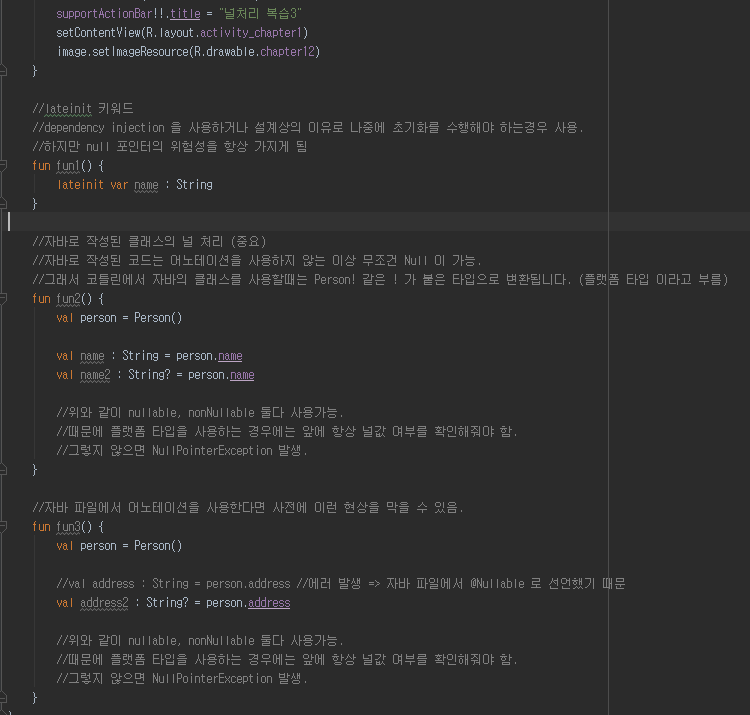 supportActionBar!!.title = "널처리 복습3"
setContentView(R.layout.activity_chapter1)
image.setImageResource(R.drawable.chapter12)
}
//lateinit 키워드
//dependency injection 을 사용하거나 설계상의 이유로 나중에 초기화를 수행해야 하는경우 사용.
//하지만 null 포인터의 위험성을 항상 가지게 됨
fun fun1() {
lateinit var name : String
}
//자바로 작성된 클래스의 널 처리 (중요)
//자바로 작성된 코드는 어노테이션을 사용하지 않는 이상 무조건 Null 이 가능.
//그래서 코틀린에서 자바의 클래스를 사용할때는 Person! 같은 ! 가 붙은 타입으로 변환됩니다. (플랫폼 타입 이라고 부름)
fun fun2() {
val person = Person()
val name : String = person.name
val name2 : String? = person.name
//위와 같이 nullable, nonNullable 둘다 사용가능.
//때문에 플랫폼 타입을 사용하는 경우에는 앞에 항상 널값 여부를 확인해줘야 함.
//그렇지 않으면 NullPointerException 발생.
}
//자바 파일에서 어노테이션을 사용한다면 사전에 이런 현상을 막을 수 있음.
fun fun3() {
val person = Person()
//val address : String = person.address //에러 발생 => 자바 파일에서 @Nullable 로 선언했기 때문
val address2 : String? = person.address
//위와 같이 nullable, nonNullable 둘다 사용가능.
//때문에 플랫폼 타입을 사용하는 경우에는 앞에 항상 널값 여부를 확인해줘야 함.
//그렇지 않으면 NullPointerException 발생.
}